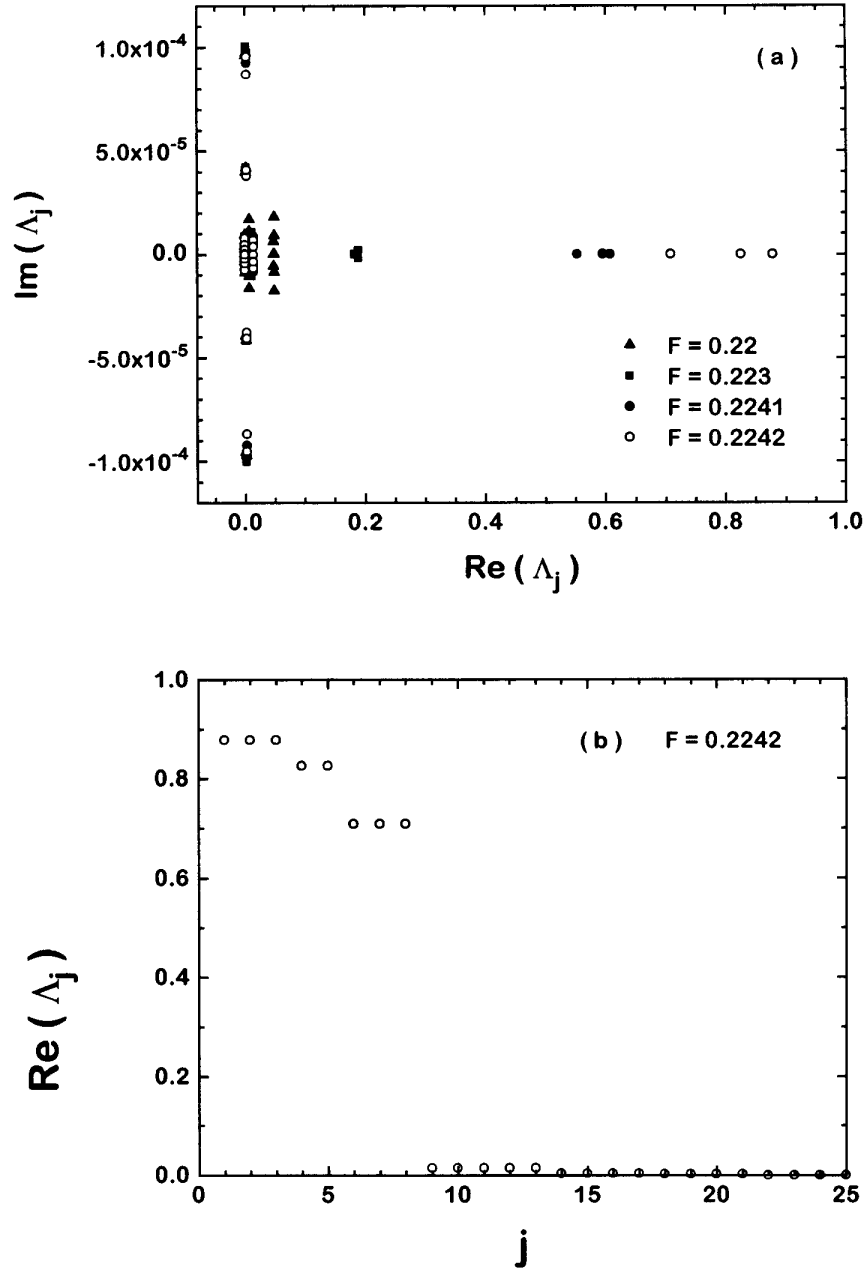 1.0x10-4
( a )
5.0x10-5
Im ( Λj )
0.0
F = 0.22
-5.0x10-5
F = 0.223
F = 0.2241
F = 0.2242
-1.0x10-4
0.0 0.2 0.4 0.6 0.8 1.0
Re ( Λj )
1.0
( b ) F = 0.2242
0.8
0.6
0.4
Re ( Λj )
0.2
0.0
0 5 10 15 20 25
j